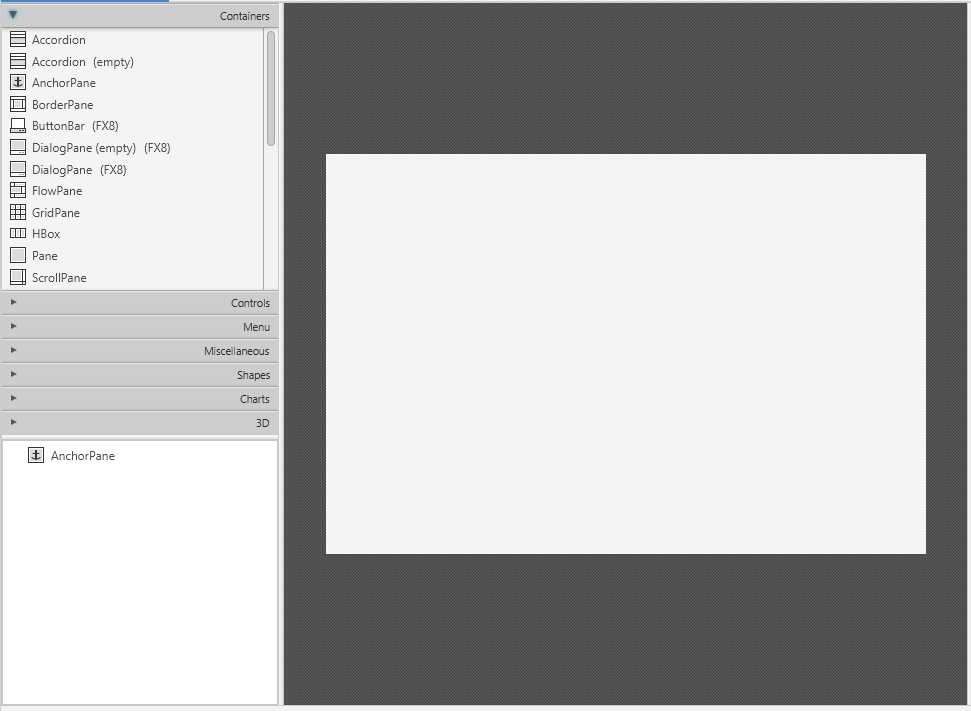 Containers
Accordion
Accordion (empty)
AnchorPane
BorderPane
ButtonBar (FX8)
DialogPane (empty) (FX8)
DialogPane (FX8)
FlowPane
GridPane
HBox
Pane
ScrollPane
Controls
Menu
Miscellaneous
Shapes
Charts
3D
AnchorPane